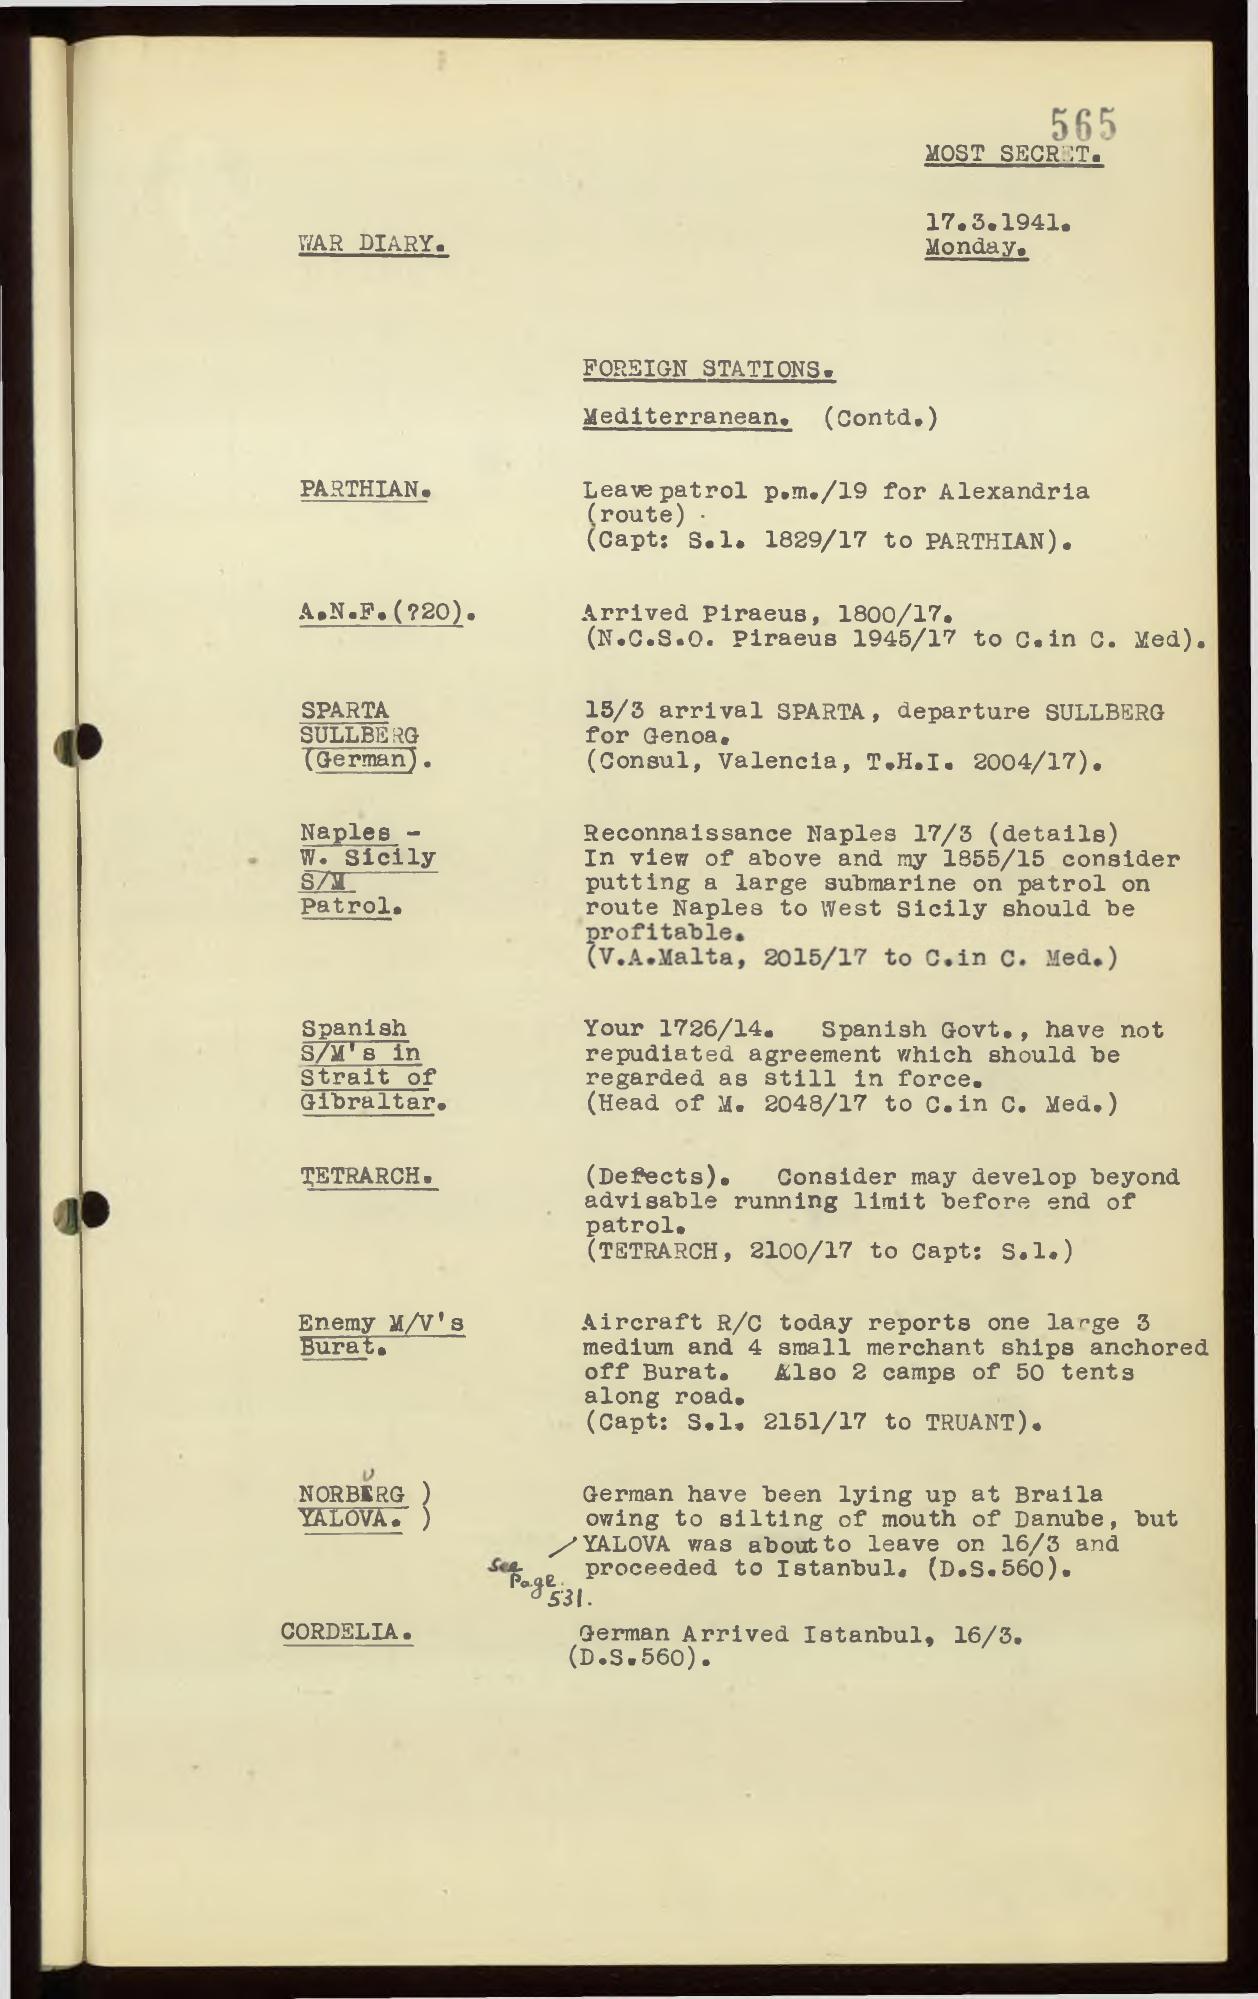 565
MOST SECRET.
17.3.1941.
WAR DIARY.
Monday.
FOREIGN STATIONS.
Mediterranean. (Contd.)
PARTHIAN.
Leave patrol p.m./19 for Alexandria
(route)
(Capt: S.1. 1829/17 to PARTHIAN).
A.N.F.(?20).
Arrived Piraeus, 1800/17.
(N.C.S.O. Piraeus 1945/17 to C.in C. Med).
SPARTA
SULLBERG
(German).
15/3 arrival SPARTA, departure SULLBERG
for Genoa.
(Consul, Valencia, T.H.I. 2004/17).
Naples -
W. Sicily
S/M
Patrol.
Reconnaissance Naples 17/3 (details)
In view of above and my 1855/15 consider
putting a large submarine on patrol on
route Naples to West Sicily should be
profitable.
(V.A.Malta, 2015/17 to C.in C. Med.)
Spanish
S/M's in
Strait of
Gibraltar.
Your 1726/14. Spanish Govt., have not
repudiated agreement which should be
regarded as still in force.
(Head of M. 2048/17 to C.in C. Med.)
TETRARCH.
(Defects). Consider may develop beyond
advisable running limit before end of
patrol.
(TETRARCH, 2100/17 to Capt: S.1.)
Enemy M/V's
Burat.
Aircraft R/C today reports one large 3
medium and 4 small merchant ships anchored
off Burat. Also 2 camps of 50 tents
along road.
(Capt: S.1. 2151/17 to TRUANT).
U
NORBERG )
YALOVA. )
German have been lying up at Braila
owing to silting of mouth of Danube, but
YALOVA was about to leave on 16/3 and
proceeded to Istanbul. (D.S.560).
See
Page
531.
CORDELIA.
German Arrived Istanbul, 16/3.
(D.S.560).